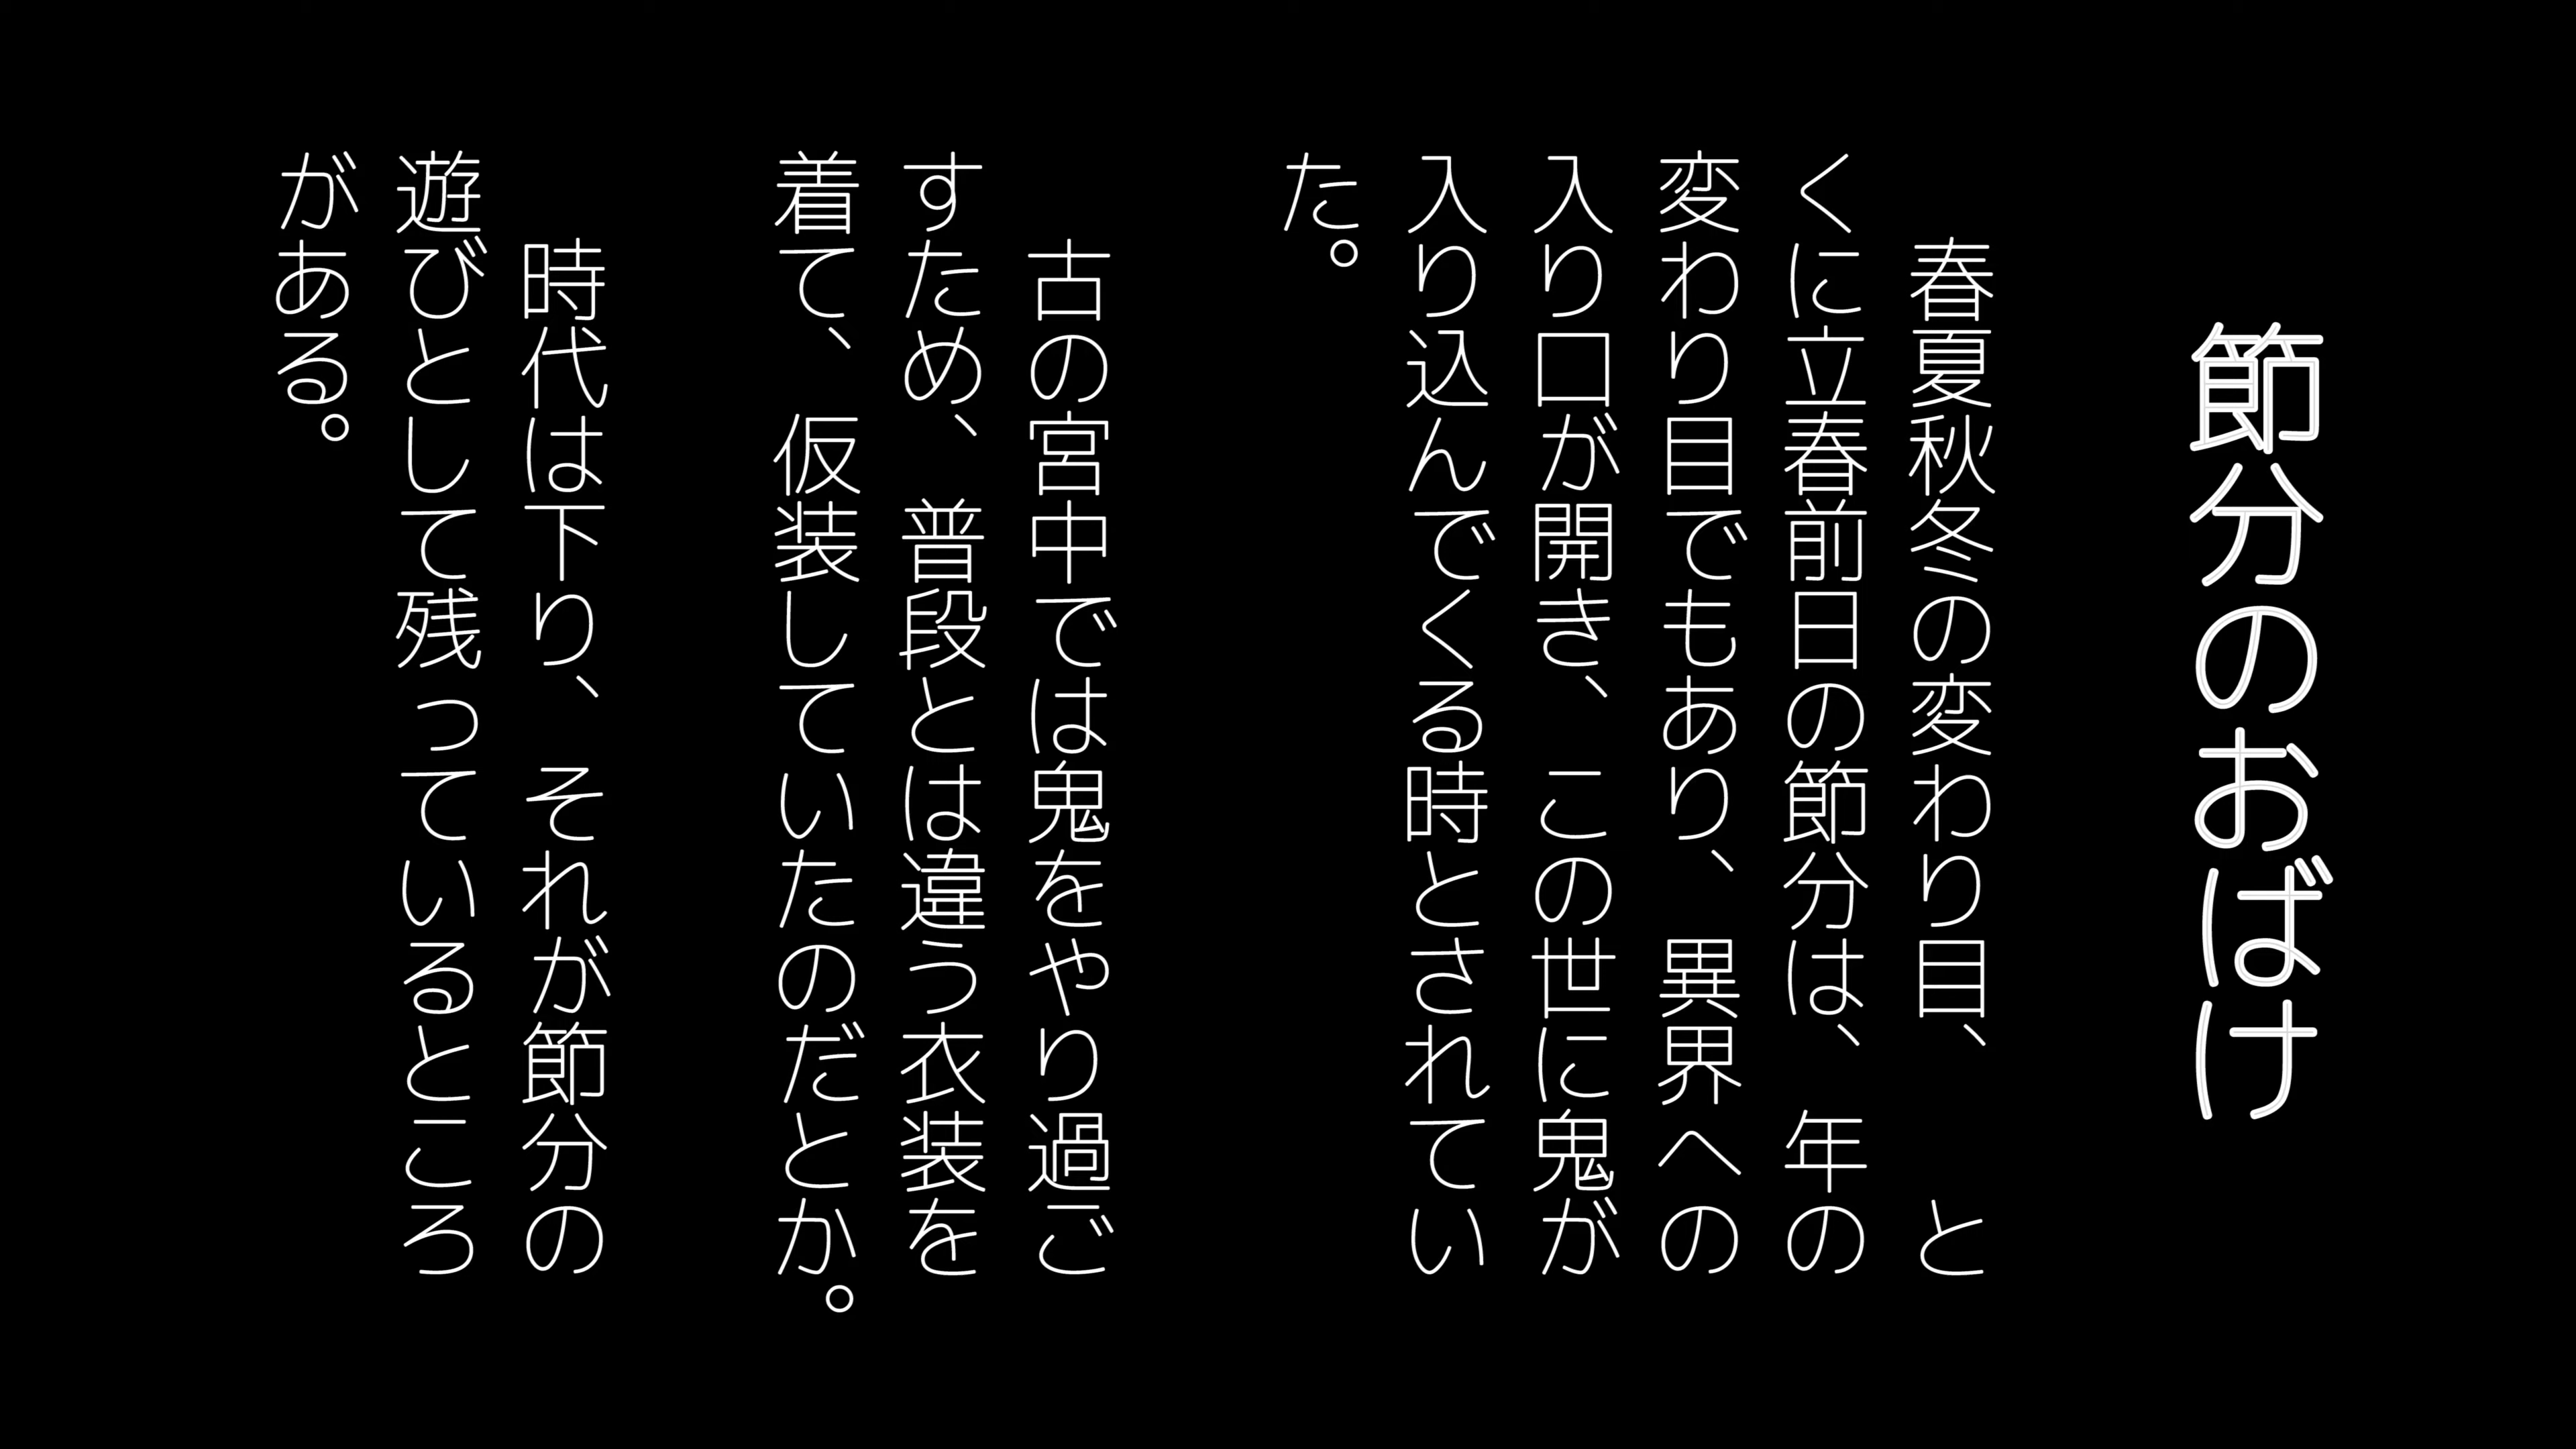 節分のおばけ
春夏秋冬の変わり目、と
くに立春前日の節分は、年の
変わり目でもあり、異界への
入り口が開き、この世に鬼が
入り込んでくる時とされてい
た。
古の宮中では鬼をやり過ご
すため、普段とは違う衣装を
着て、仮装していたのだとか。
時代は下り、それが節分の
遊びとして残っているところ
がある。